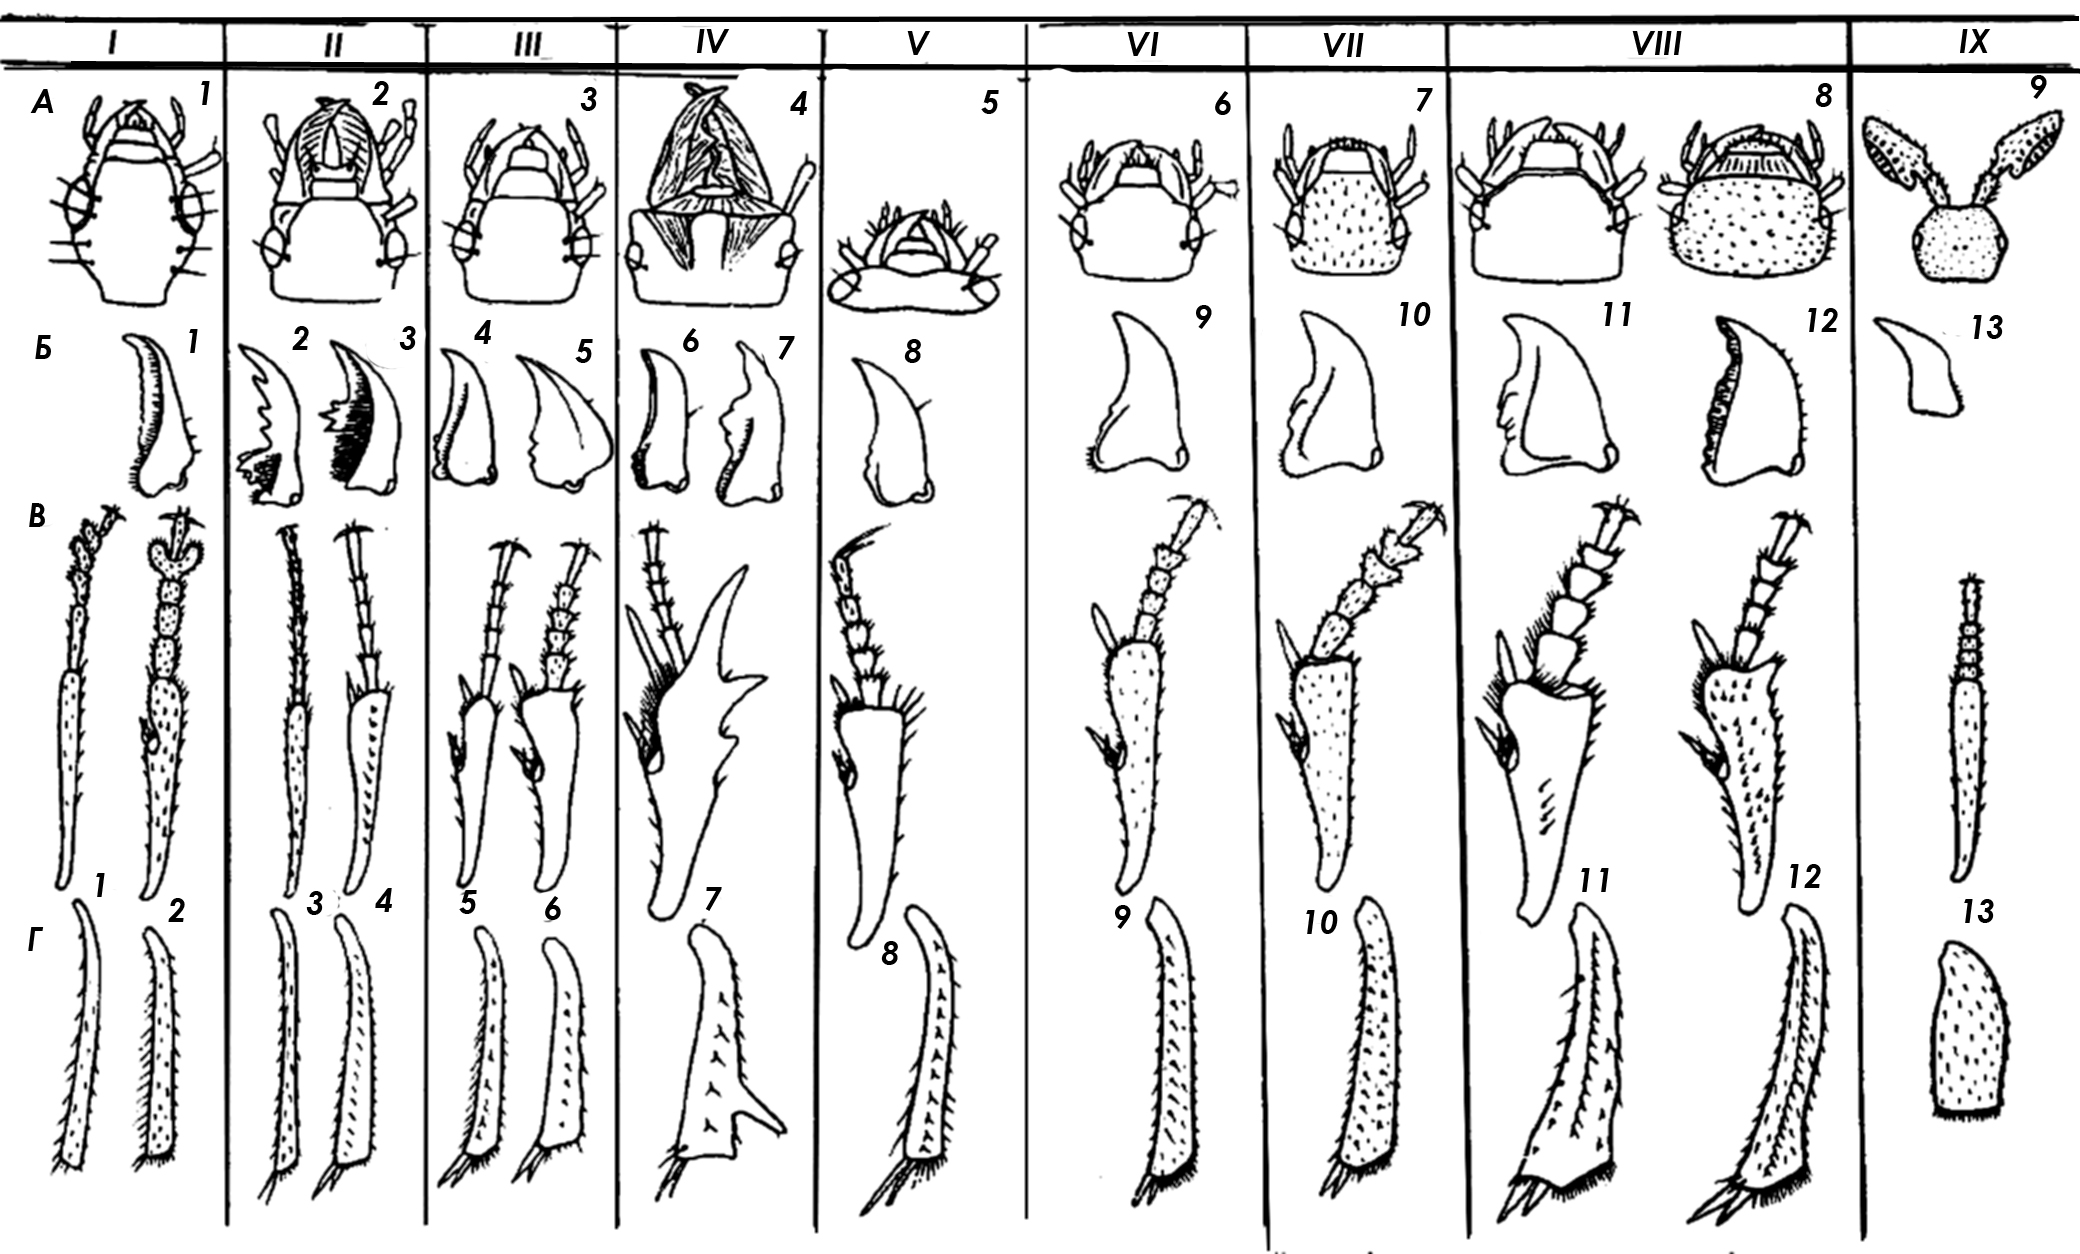 I II III IV V VI VII VIII IX
А 1 2 3 4 5 6 7 8 9
Б 1 2 3 4 5 6 7 8 9 10 11 12 13
В
1 2 3 4 5 6 7 8 9 10 11 12 13
Г